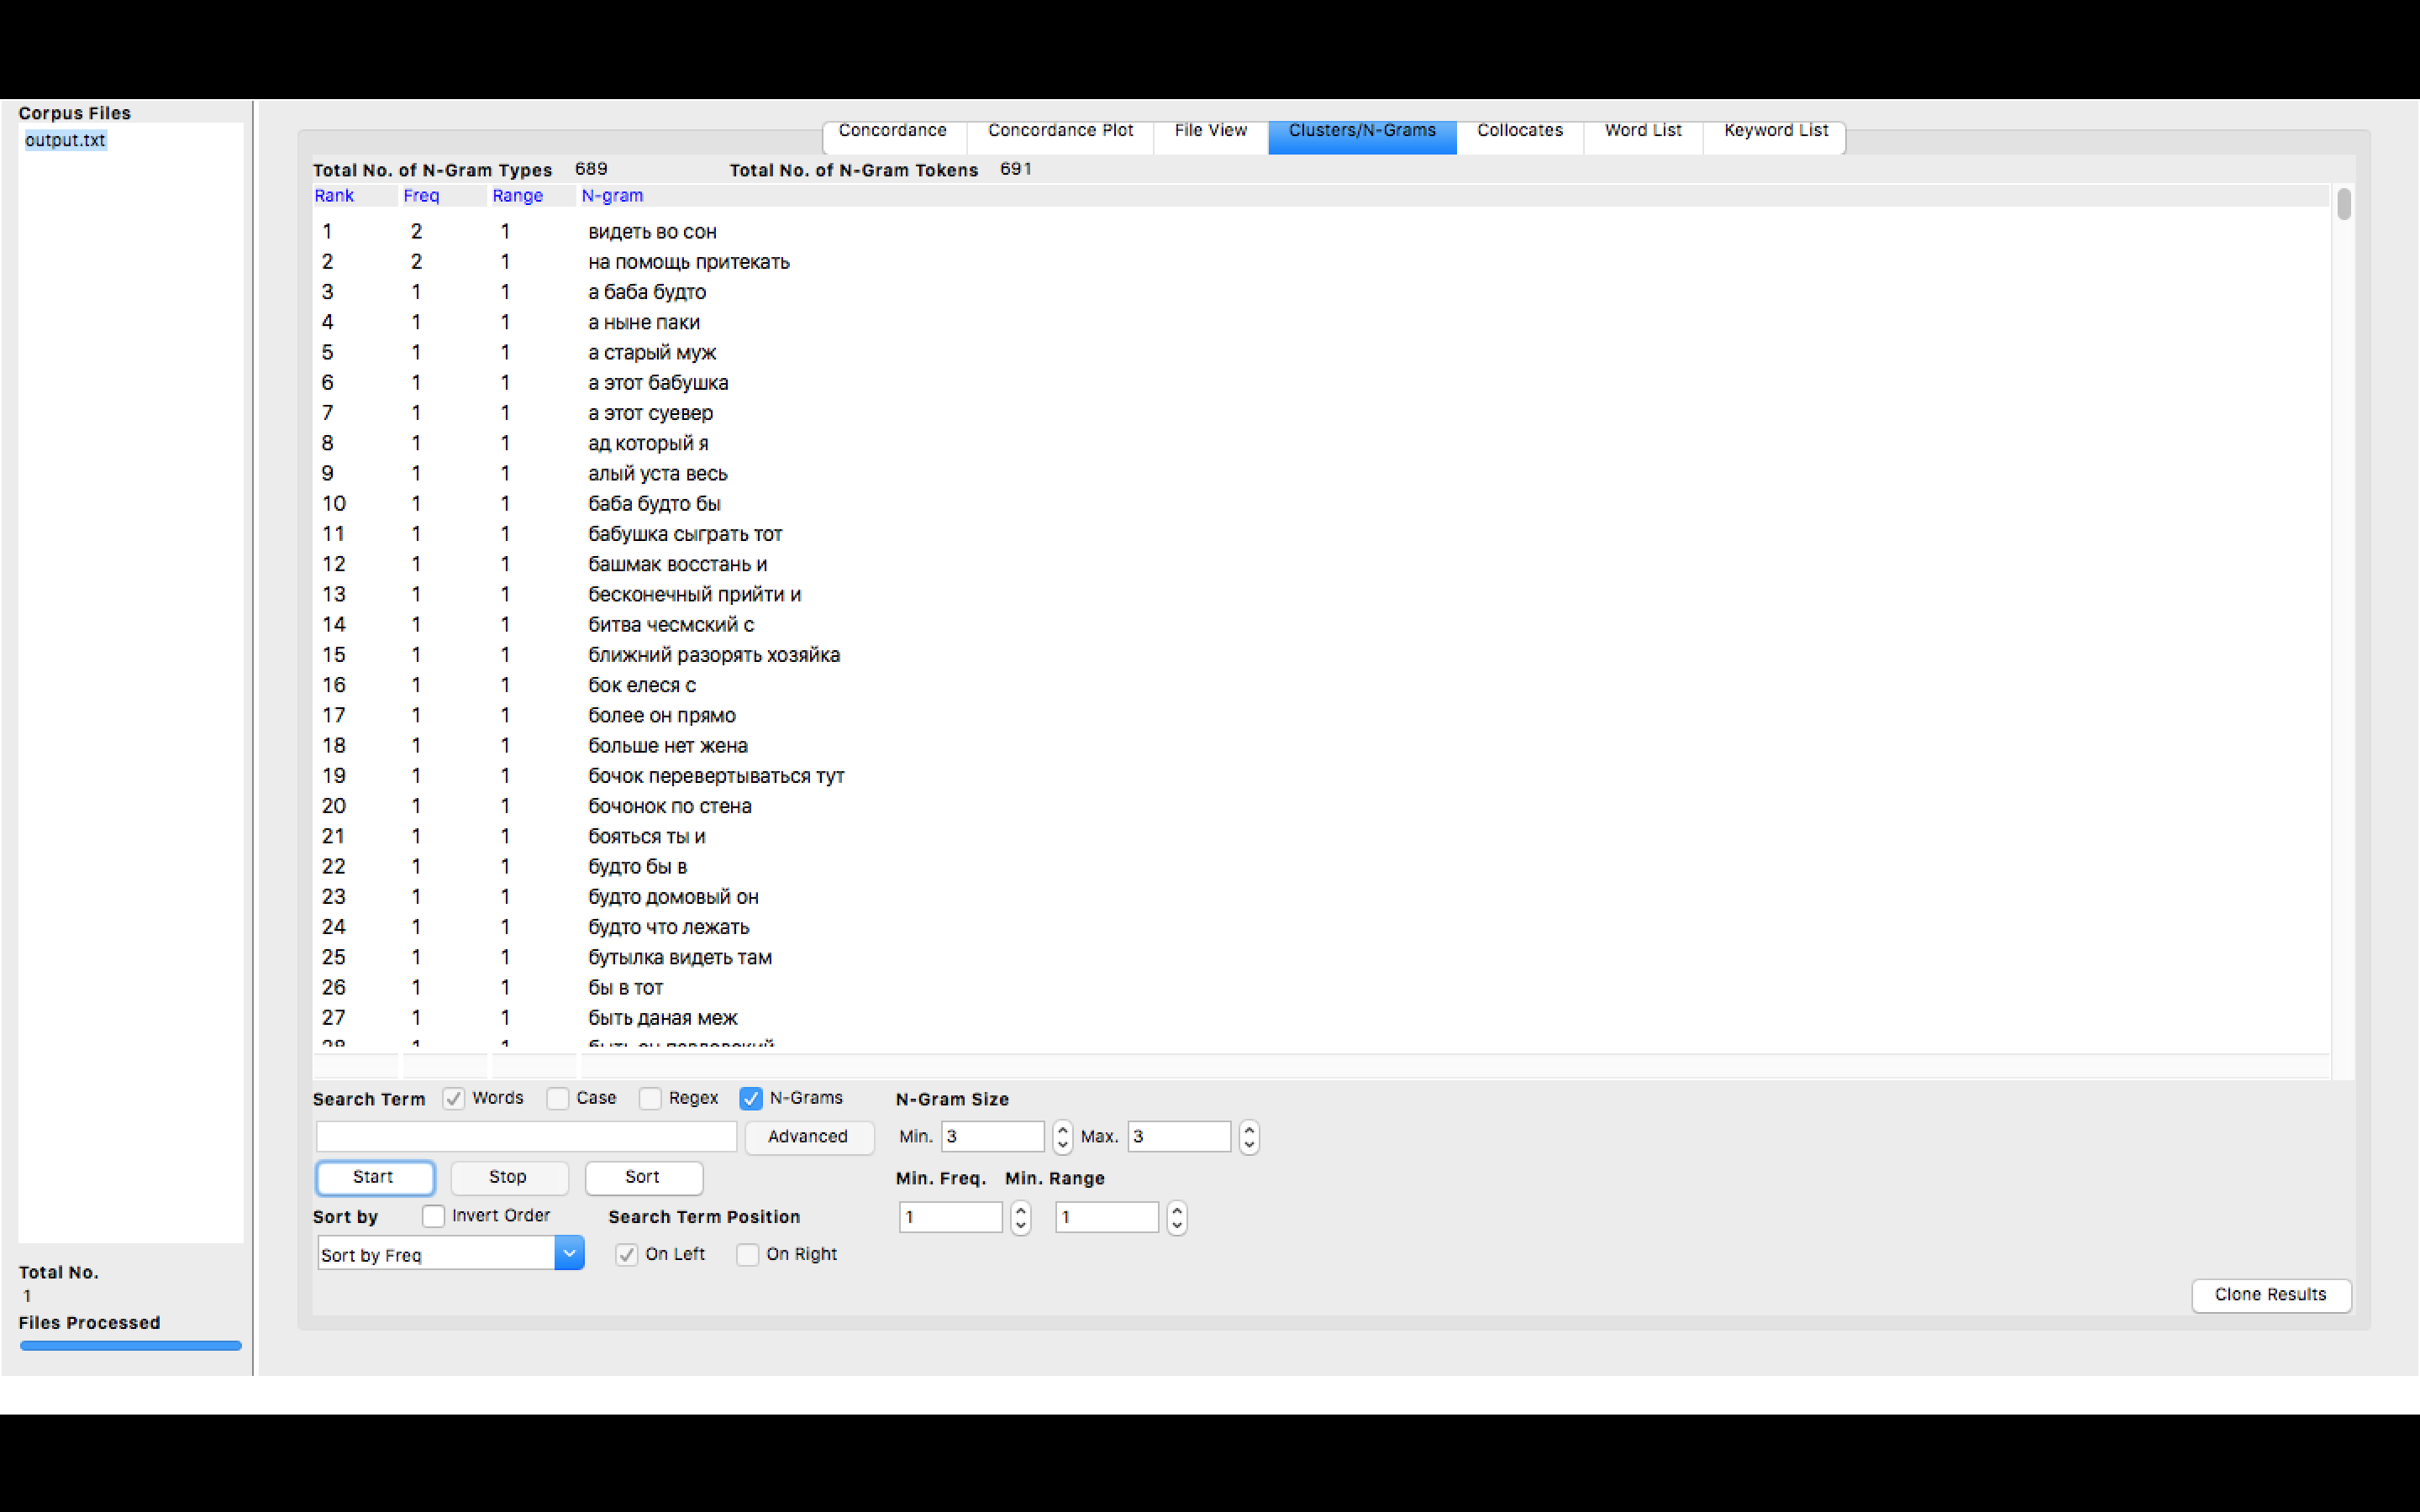 Corpus Files
output.txt
Concordance Concordance Plot File View Clusters/N-Grams Collocates Word List Keyword List
Total No. of N-Gram Types 689 Total No. of N-Gram Tokens 691
Rank Freq Range N-gram
1 2 1 видеть во сон
2 2 1 на помощь притекать
3 1 1 а баба будто
4 1 1 а ныне паки
5 1 1 а старый муж
6 1 1 а этот бабушка
7 1 1 а этот суевер
8 1 1 ад который я
9 1 1 алый уста весь
10 1 1 баба будто бы
11 1 1 бабушка сыграть тот
12 1 1 башмак восстань и
13 1 1 бесконечный прийти и
14 1 1 битва чесмский с
15 1 1 ближний разорять хозяйка
16 1 1 бок елеся с
17 1 1 более он прямо
18 1 1 больше нет жена
19 1 1 бочок перевертываться тут
20 1 1 бочонок по стена
21 1 1 бояться ты и
22 1 1 будто бы в
23 1 1 будто домовый он
24 1 1 будто что лежать
25 1 1 бутылка видеть там
26 1 1 бы в тот
27 1 1 быть даная меж
28 1 1 быть он
Search Term Words Case Regex N-Grams N-Gram Size
Advanced Min. 3 Max. 3
Start Stop Sort Min. Freq. Min. Range
Sort by Invert Order Search Term Position 1 1
Sort by Freq On Left On Right
Total No.
1
Files Processed
Clone Results